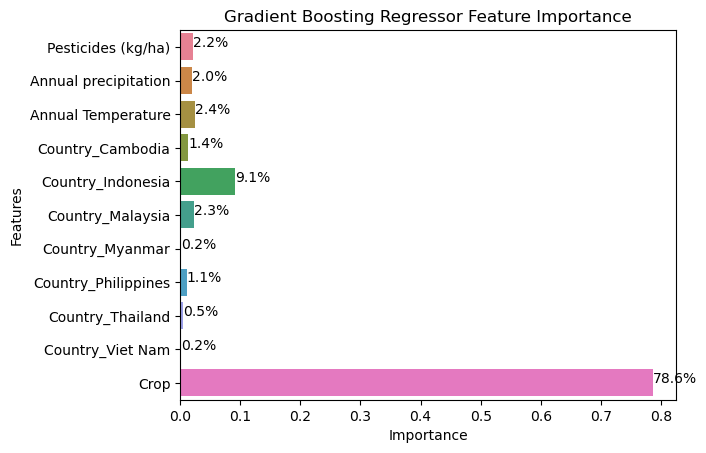 Gradient Boosting Regressor Feature Importance
Pesticides (kg/ha) 2.2%
Annual precipitation 2.0%
Annual Temperature 2.4%
Country_Cambodia 1.4%
Country_Indonesia 9.1%
Country_Malaysia 2.3%
Country_Myanmar 0.2%
Country_Philippines 1.1%
Country_Thailand 0.5%
Country_Viet Nam 0.2%
Crop 78.6%
Features
0.0 0.1 0.2 0.3 0.4 0.5 0.6 0.7 0.8
Importance